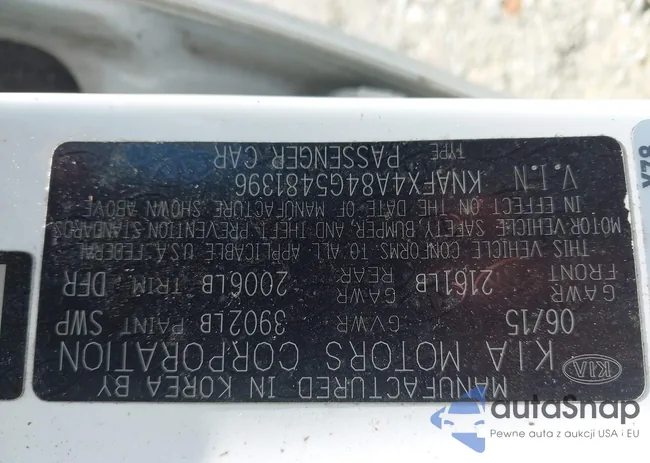 MANUFACTURED IN KOREA BY
KIA KIA MOTORS CORPORATION
06/15 GVWR 3902LB PAINT SWP
GAWR FRONT 2161LB GAWR REAR 2006LB TRIM DFR
THIS VEHICLE CONFORMS TO ALL APPLICABLE U.S.A. FEDERAL
MOTOR VEHICLE SAFETY, BUMPER, AND THEFT PREVENTION STANDARDS
IN EFFECT ON THE DATE OF MANUFACTURE SHOWN ABOVE
V.I.N KNAFX4A84G5481396
TYPE PASSENGER CAR
Y78
autoSnap
Pewne auta z aukcji USA i EU